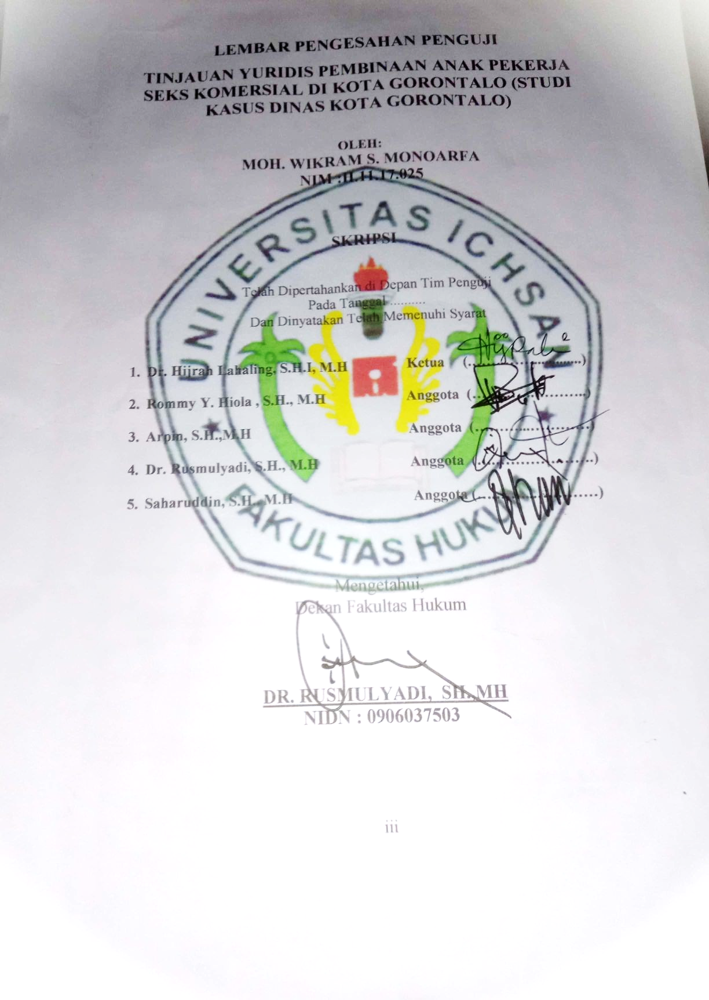 LEMBAR PENGESAHAN PENGUJI
TINJAUAN YURIDIS PEMBINAAN ANAK PEKERJA
SEKS KOMERSIAL DI KOTA GORONTALO (STUDI
KASUS DINAS KOTA GORONTALO)
OLEH:
MOH. WIKRAM S. MONOARFA
NIM :H.11.17.025
UNIVERSITAS ICHSAN
SKRIPSI
Telah Dipertahankan di Depan Tim Penguji
Pada Tanggal ..........
Dan Dinyatakan Telah Memenuhi Syarat
1. Dr. Hijrah Lahaling, S.H.I, M.H Ketua (..............................)
2. Rommy Y. Hiola , S.H., M.H Anggota (..............................)
3. Arpin, S.H.,M.H Anggota (..............................)
4. Dr. Rusmulyadi, S.H., M.H Anggota (..............................)
5. Saharuddin, S.H., M.H Anggota (..............................)
FAKULTAS HUKUM
Mengetahui,
Dekan Fakultas Hukum
DR. RUSMULYADI, SH.,MH
NIDN : 0906037503
iii